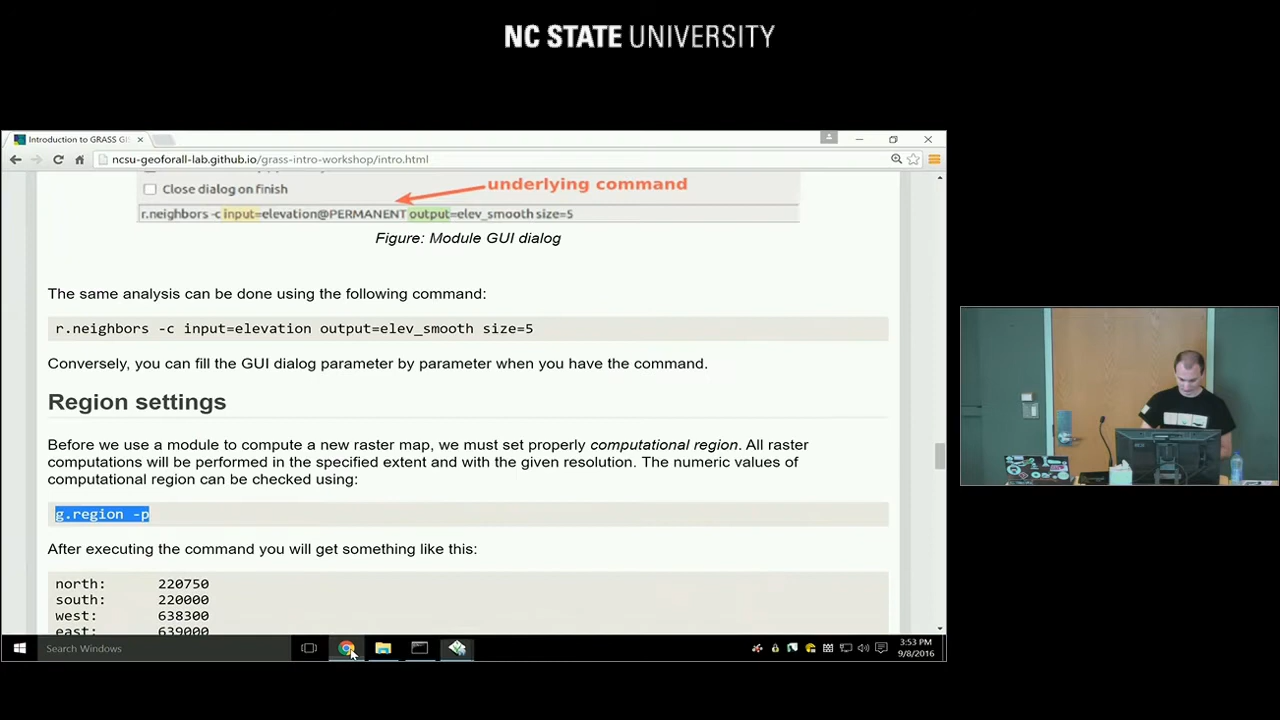 NC STATE UNIVERSITY
Introduction to GRASS GI
ncsu-geoforall-lab.github.io/grass-intro-workshop/intro.html
Close dialog on finish
underlying command
r.neighbors -c input=elevation@PERMANENT output=elev_smooth size=5
Figure: Module GUI dialog
The same analysis can be done using the following command:
r.neighbors -c input=elevation output=elev_smooth size=5
Conversely, you can fill the GUI dialog parameter by parameter when you have the command.
Region settings
Before we use a module to compute a new raster map, we must set properly computational region. All raster
computations will be performed in the specified extent and with the given resolution. The numeric values of
computational region can be checked using:
g.region -p
After executing the command you will get something like this:
north: 220750
south: 220000
west: 638300
east: 639000
Search Windows
3:53 PM
9/8/2016